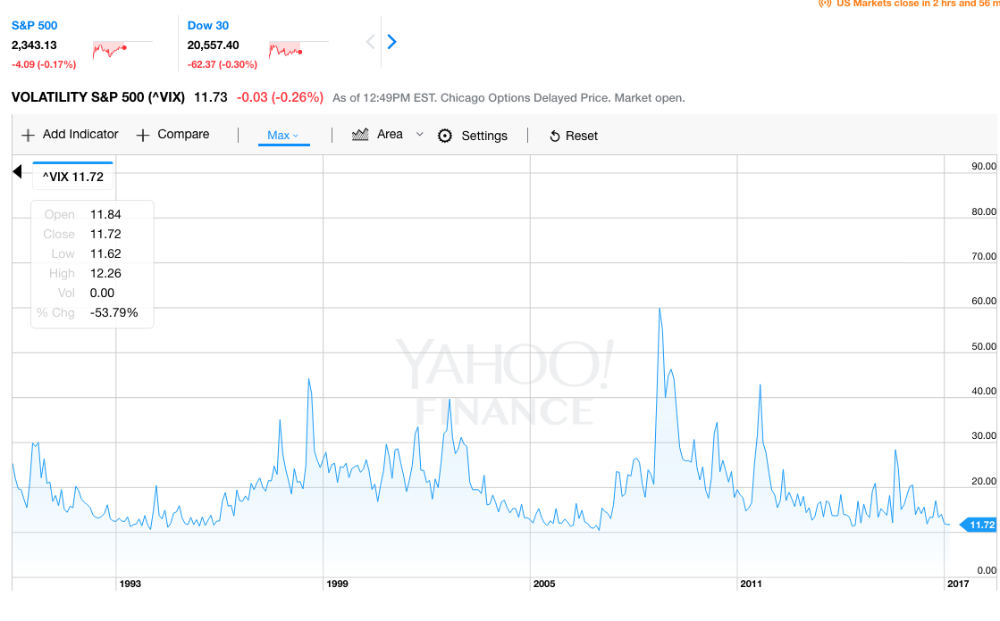 US Markets close in 2 hrs and 56 m
S&P 500
2,343.13
-4.09 (-0.17%)
Dow 30
20,557.40
-62.37 (-0.30%)
VOLATILITY S&P 500 (^VIX) 11.73 -0.03 (-0.26%) As of 12:49PM EST. Chicago Options Delayed Price. Market open.
Add Indicator Compare Max Area Settings Reset
^VIX 11.72
Open 11.84
Close 11.72
Low 11.62
High 12.26
Vol 0.00
% Chg -53.79%
YAHOO!
FINANCE
90.00
80.00
70.00
60.00
50.00
40.00
30.00
20.00
11.72
0.00
1993 1999 2005 2011 2017